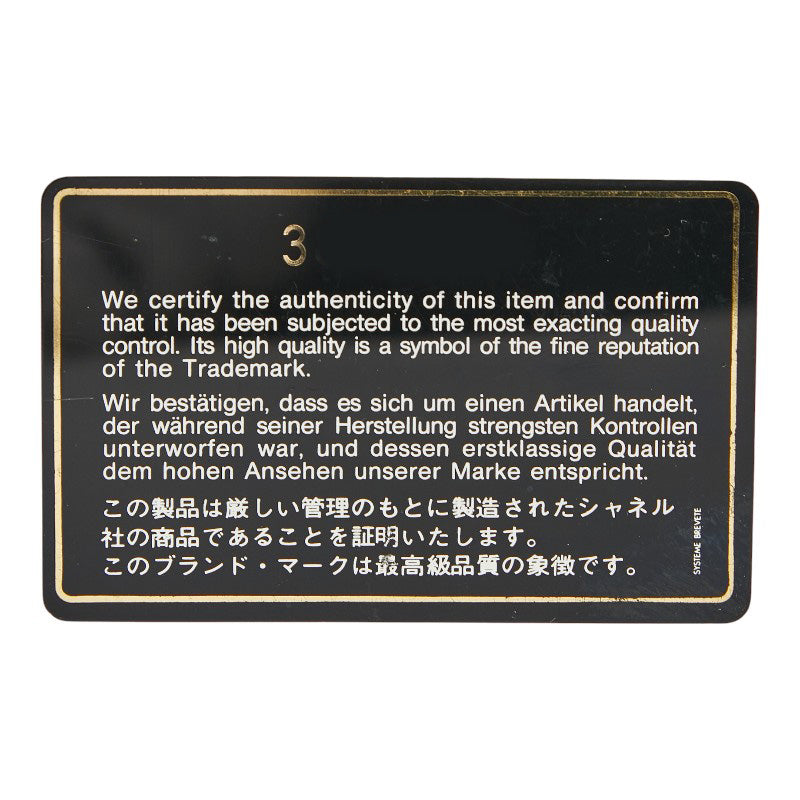 3
We certify the authenticity of this item and confirm
that it has been subjected to the most exacting quality
control. Its high quality is a symbol of the fine reputation
of the Trademark.
Wir bestätigen, dass es sich um einen Artikel handelt,
der während seiner Herstellung strengsten Kontrollen
unterworfen war, und dessen erstklassige Qualität
dem hohen Ansehen unserer Marke entspricht.
この製品は厳しい管理のもとに製造されたシャネル
社の商品であることを証明いたします。
このブランド・マークは最高級品質の象徴です。
SYSTEME BREVETE